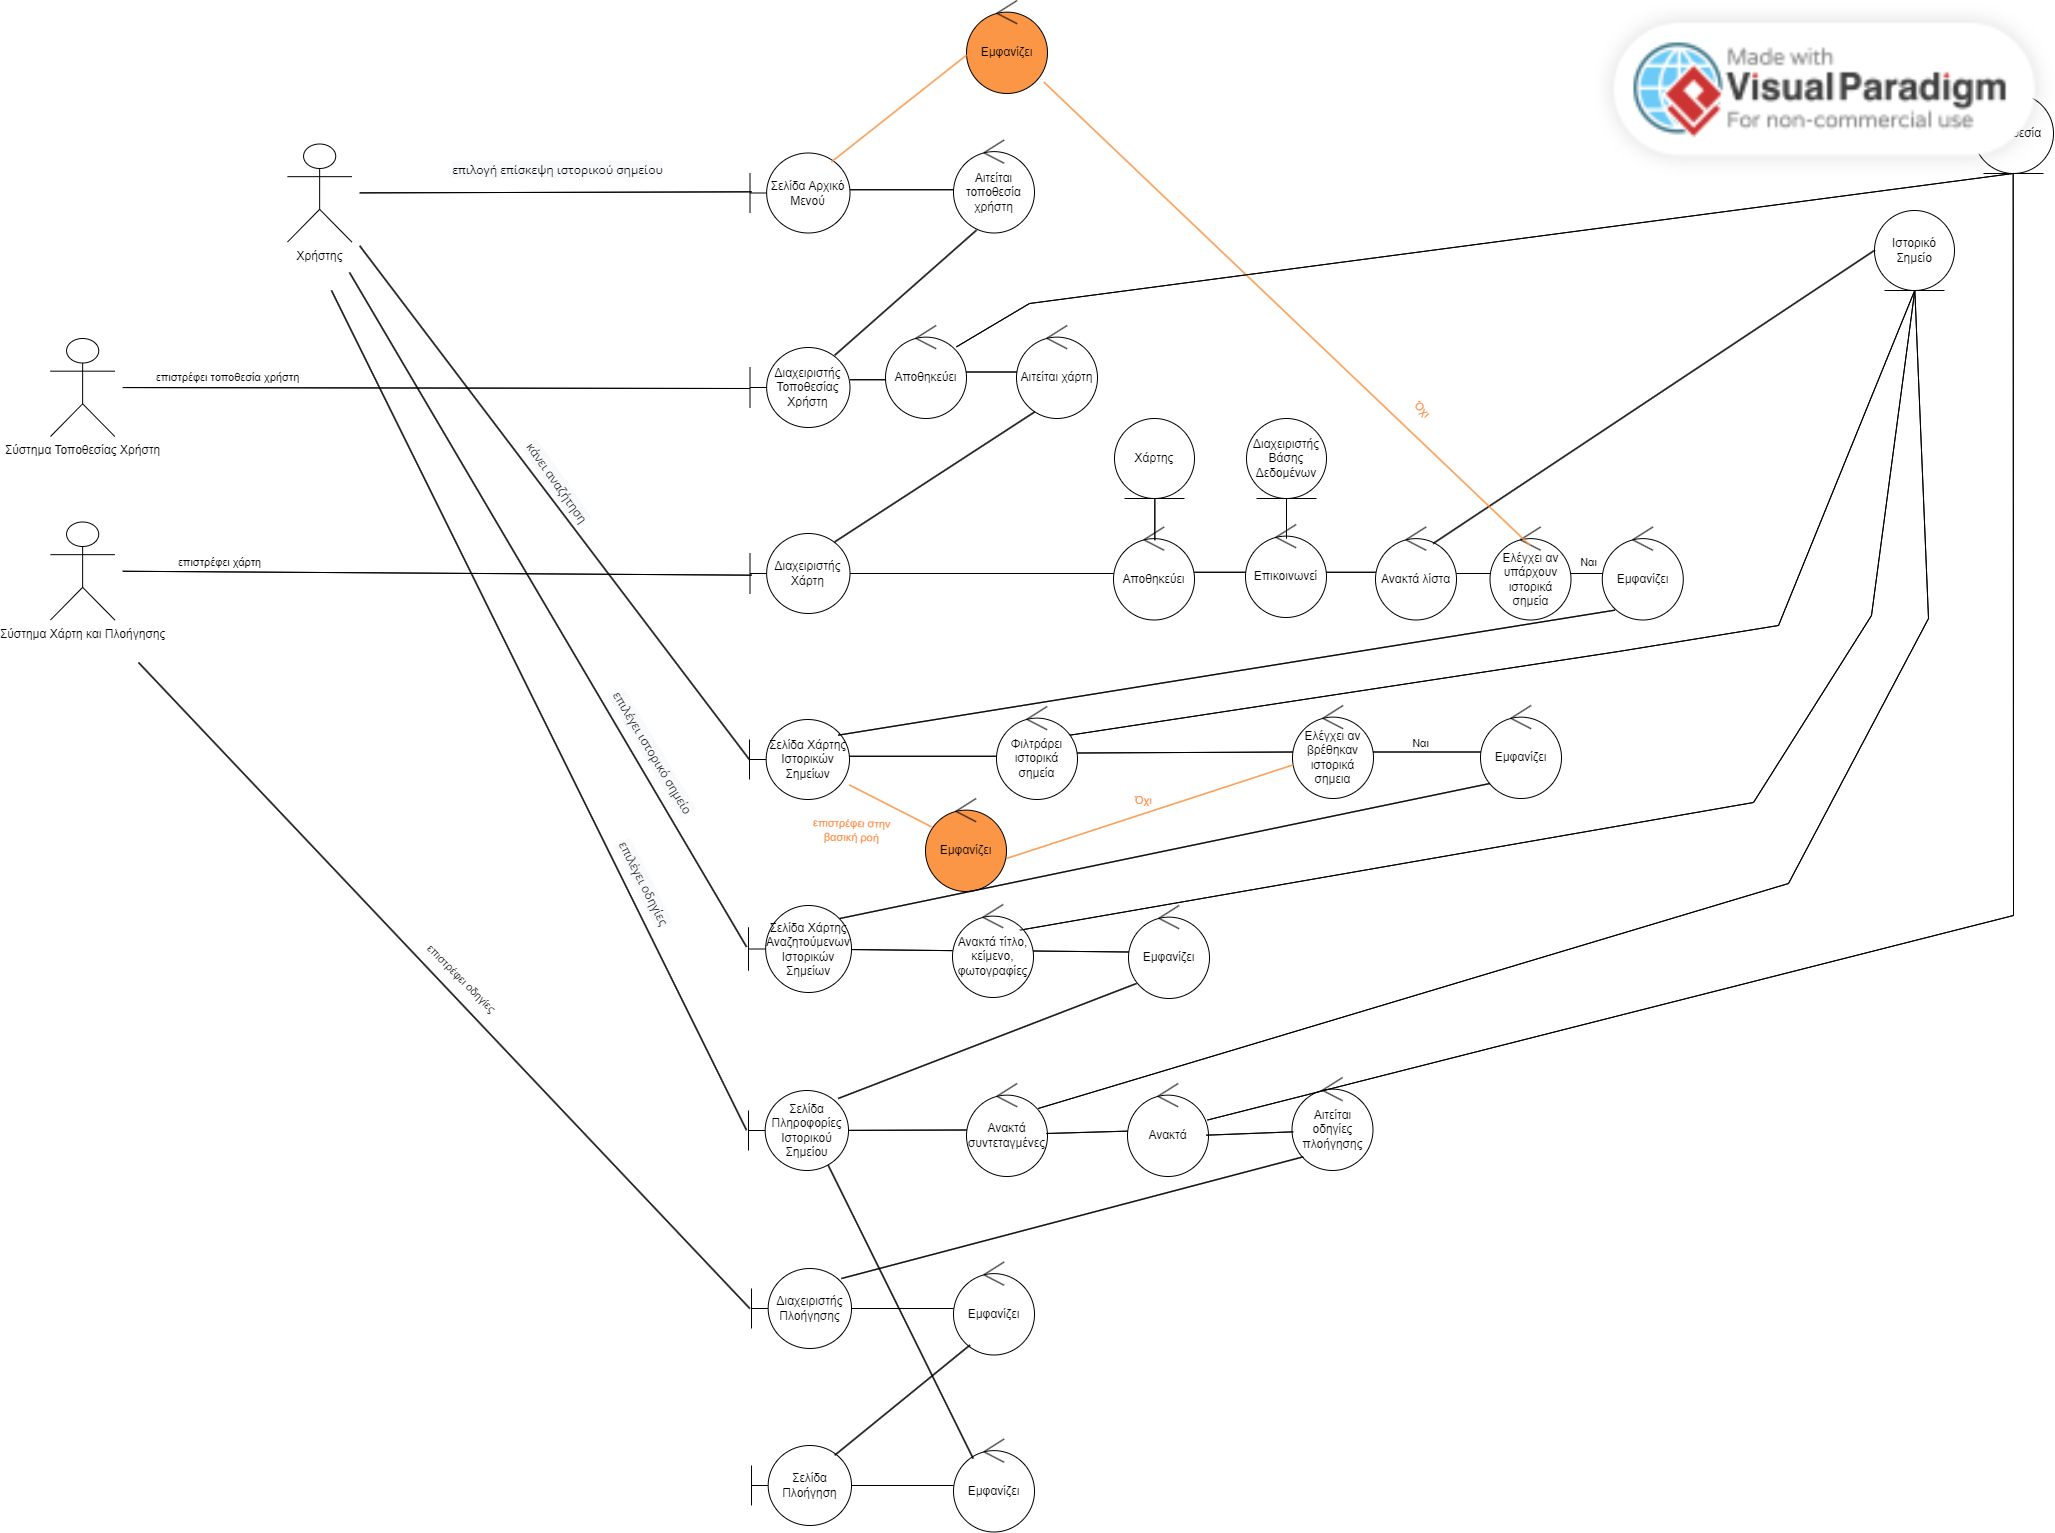 Εμφανίζει
Made with
Visual Paradigm
For non-commercial use
επιλογή επίσκεψη ιστορικού σημείου
Σελίδα Αρχικό
Μενού
Αιτείται
τοποθεσία
χρήστη
Χρήστης
Ιστορικό
Σημείο
επιστρέφει τοποθεσία χρήστη
Διαχειριστής
Τοποθεσίας
Χρήστη
Αποθηκεύει
Αιτείται χάρτη
Όχι
Σύστημα Τοποθεσίας Χρήστη
κάνει αναζήτηση
Χάρτης
Διαχειριστής
Βάσης
Δεδομένων
επιστρέφει χάρτη
Διαχειριστής
Χάρτη
Αποθηκεύει
Επικοινωνεί
Ανακτά λίστα
Ελέγχει αν
υπάρχουν
ιστορικά
σημεία
Ναι
Εμφανίζει
Σύστημα Χάρτη και Πλοήγησης
επιλέγει ιστορικό σημείο
Σελίδα Χάρτης
Ιστορικών
Σημείων
Φιλτράρει
ιστορικά
σημεία
Ελέγχει αν
βρέθηκαν
ιστορικά
σημεια
Ναι
Εμφανίζει
Όχι
επιστρέφει στην
βασική ροή
Εμφανίζει
επιλέγει οδηγίες
επιστρέφει οδηγίες
Σελίδα Χάρτης
Αναζητούμενων
Ιστορικών
Σημείων
Ανακτά τίτλο,
κείμενο,
φωτογραφίες
Εμφανίζει
Σελίδα
Πληροφορίες
Ιστορικού
Σημείου
Ανακτά
συντεταγμένες
Ανακτά
Αιτείται
οδηγίες
πλοήγησης
Διαχειριστής
Πλοήγησης
Εμφανίζει
Σελίδα
Πλοήγηση
Εμφανίζει